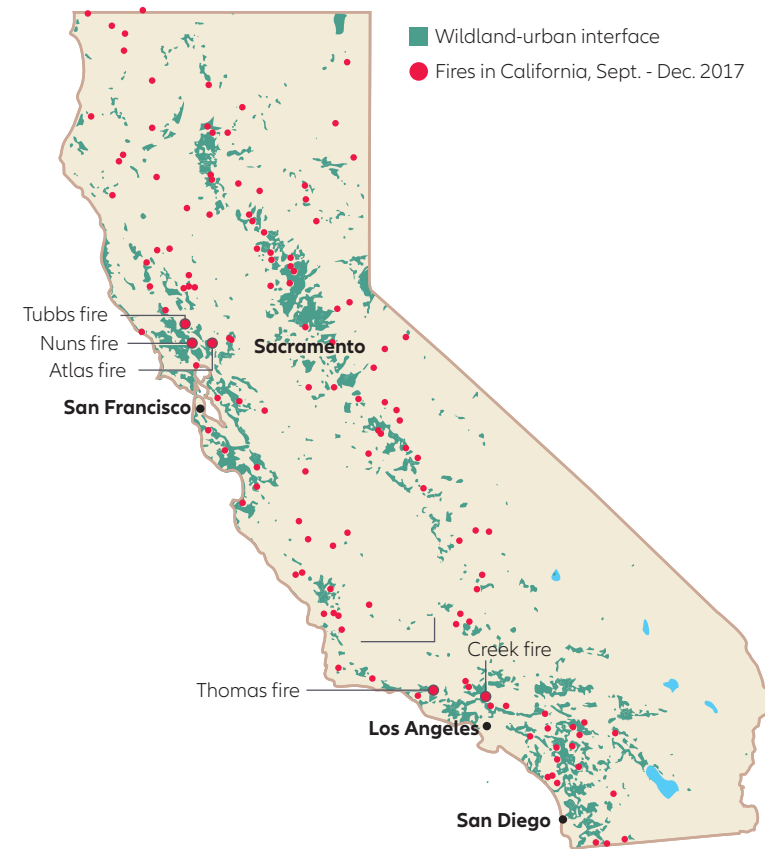 Wildland-urban interface
Fires in California, Sept. - Dec. 2017
Tubbs fire
Nuns fire
Sacramento
Atlas fire
San Francisco
Creek fire
Thomas fire
Los Angeles
San Diego